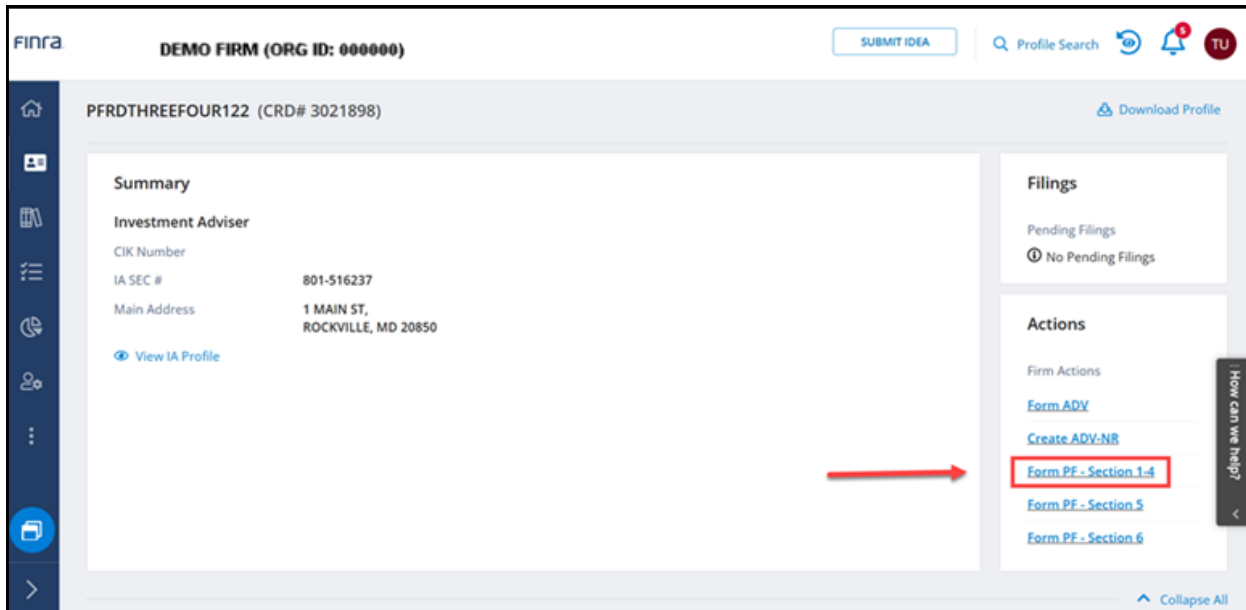 Finra
DEMO FIRM (ORG ID: 000000)
SUBMIT IDEA
Profile Search
5
TU
PFRDTHREEFOUR122 (CRD# 3021898)
Download Profile
Summary
Investment Adviser
CIK Number
IA SEC # 801-516237
Main Address 1 MAIN ST,
ROCKVILLE, MD 20850
View IA Profile
Filings
Pending Filings
No Pending Filings
Actions
Firm Actions
Form ADV
Create ADV-NR
Form PF - Section 1-4
Form PF - Section 5
Form PF - Section 6
How can we help?
Collapse All